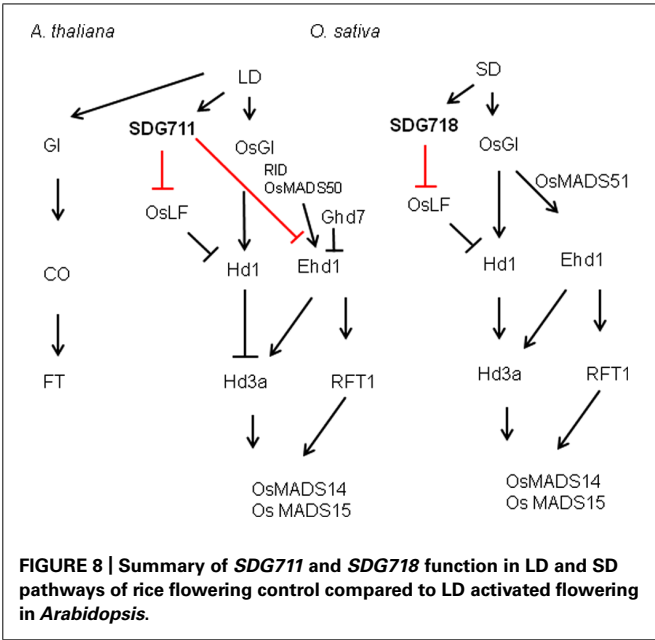 A. thaliana
O. sativa
LD
SD
SDG711
SDG718
GI
OsGI
OsGI
RID
OsMADS50
OsMADS51
OsLF
Ghd7
OsLF
CO
Hd1
Ehd1
Hd1
Ehd1
FT
Hd3a
RFT1
Hd3a
RFT1
OsMADS14
Os MADS15
OsMADS14
Os MADS15
FIGURE 8 | Summary of SDG711 and SDG718 function in LD and SD
pathways of rice flowering control compared to LD activated flowering
in Arabidopsis.